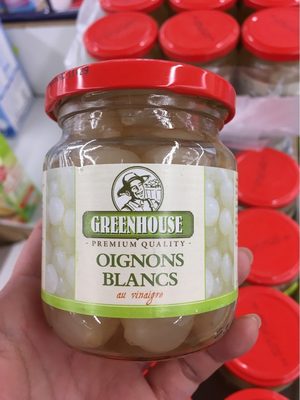 GREENHOUSE
- PREMIUM QUALITY -
OIGNONS
BLANCS
au vinaigre